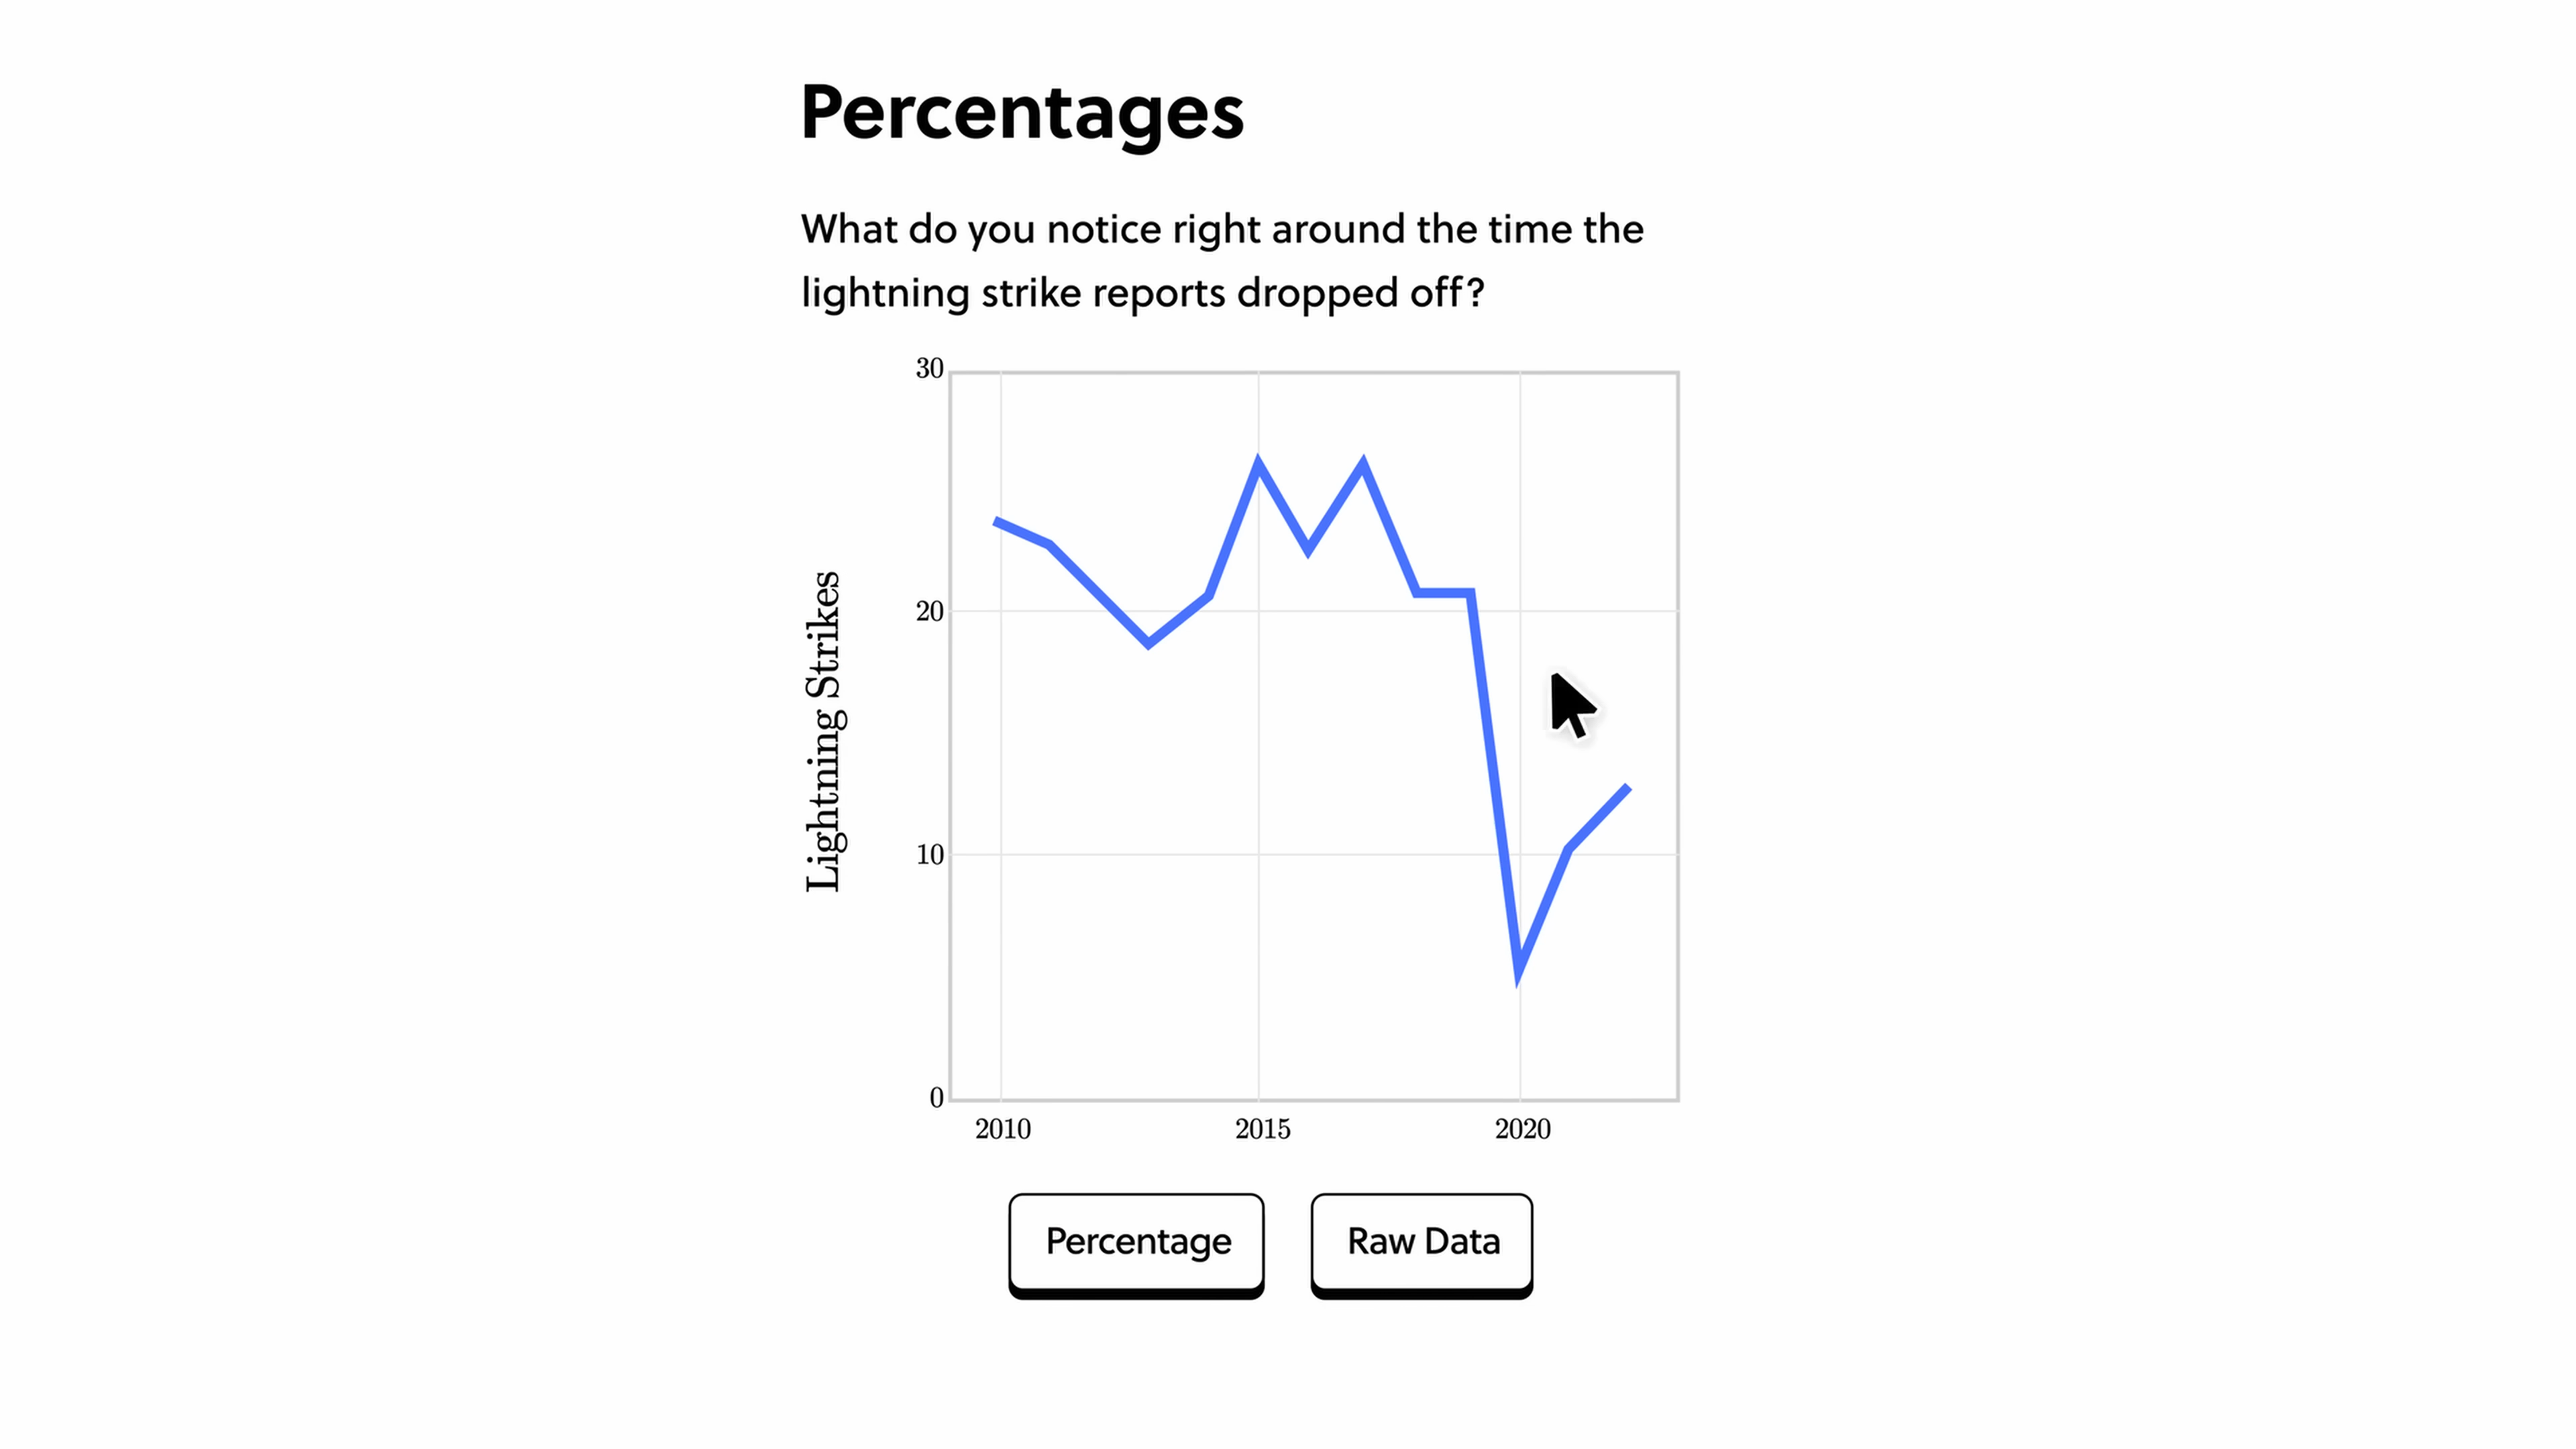 Percentages
What do you notice right around the time the
lightning strike reports dropped off?
30
20
10
0
Lightning Strikes
2010 2015 2020
Percentage Raw Data